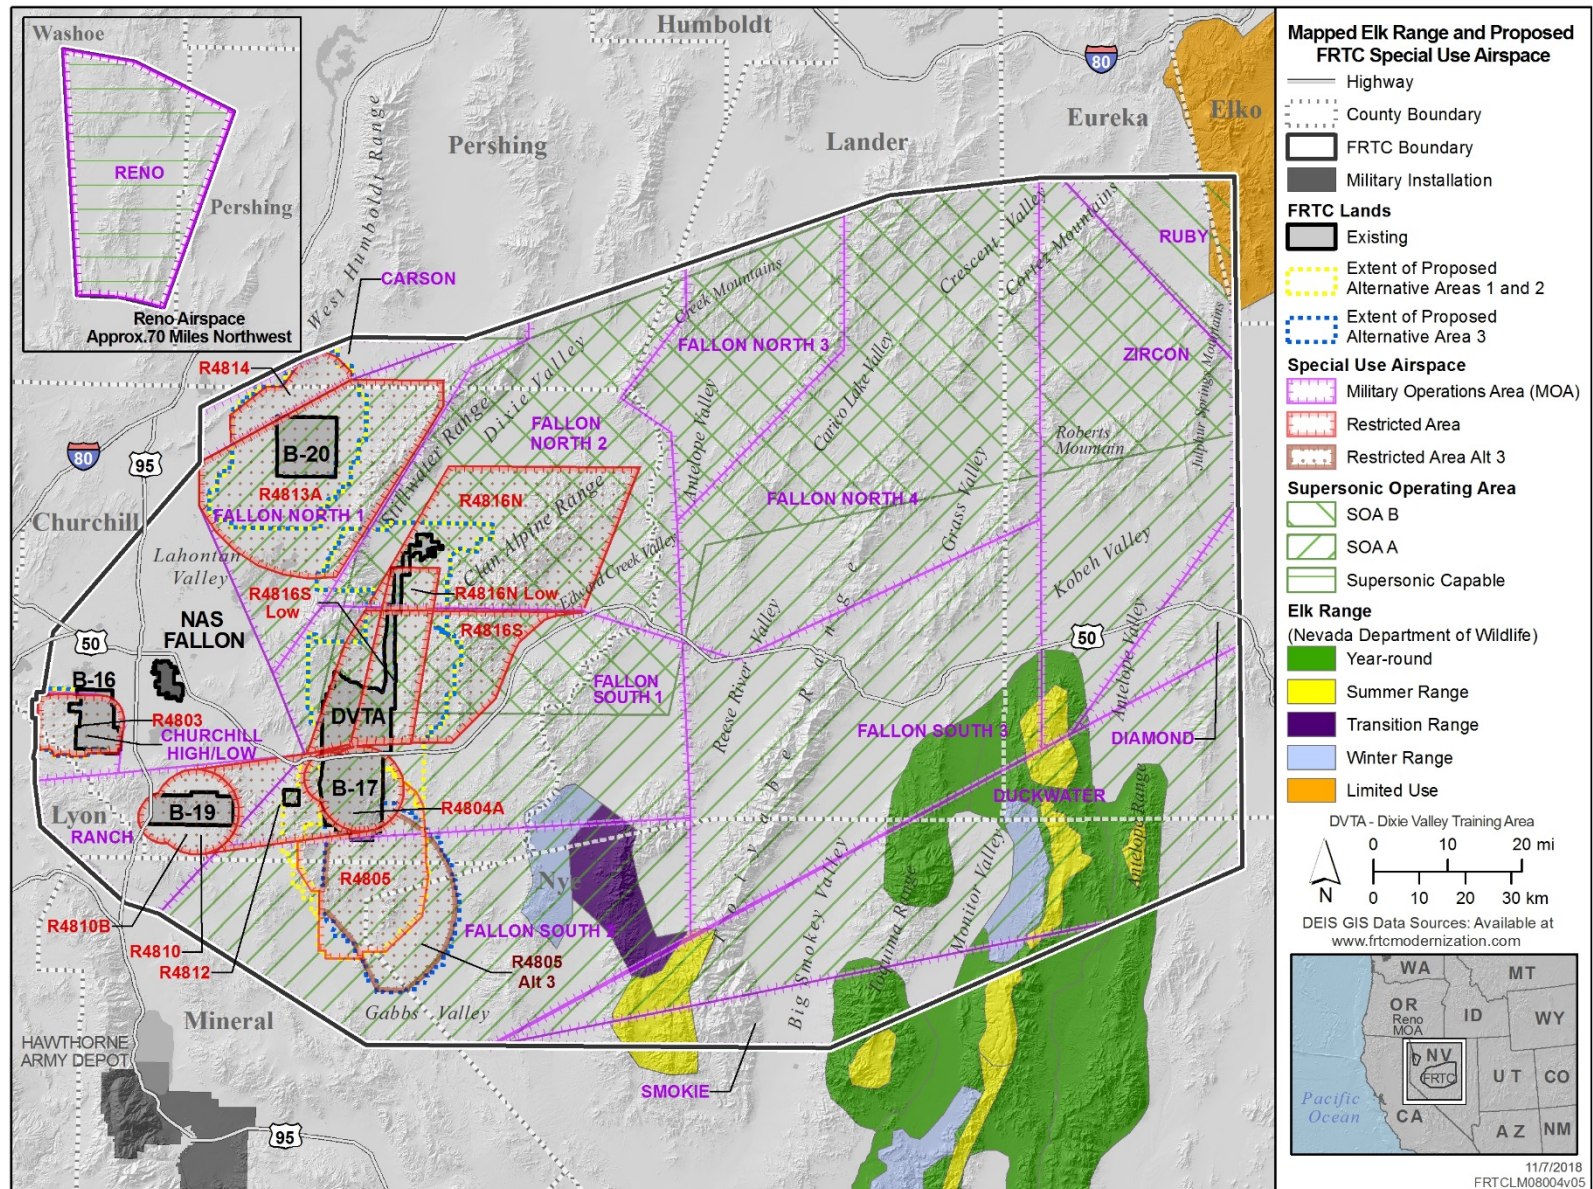 Washoe
RENO
Pershing
Reno Airspace
Approx.70 Miles Northwest
Humboldt
80
Elko
Eureka
Lander
Pershing
West Humboldt Range
CARSON
R4814
B-20
R4813A
FALLON NORTH 1
80
95
Churchill
Lahontan
Valley
Stillwater Range
Dixie Valley
FALLON
NORTH 2
Creek Mountains
FALLON NORTH 3
Crescent Valley
Cortez Mountains
RUBY
ZIRCON
Sulphur Springs Mountains
Antelope Valley
Carico Lake Valley
Roberts
Moumain
R4816N
FALLON NORTH 4
Grass Valley
Clan Alpine Range
Edward Creek Valley
Kobeh Valley
R4816S
Low
R4816N Low
R4816S
NAS
FALLON
50
B-16
R4803
CHURCHILL
HIGH/LOW
DVTA
FALLON
SOUTH 1
Reese River Valley
Toiyabe Range
50
Antelope Valley
FALLON SOUTH 3
DIAMOND
B-17
B-19
R4804A
DUCKWATER
Antelope Range
Lyon
RANCH
R4805
Nye
Monitor Valley
Toquima Range
Big Smokey Valley
R4810B
R4810
R4812
FALLON SOUTH 2
R4805
Alt 3
Gabbs Valley
Mineral
HAWTHORNE
ARMY DEPOT
SMOKIE
95
Mapped Elk Range and Proposed
FRTC Special Use Airspace
Highway
County Boundary
FRTC Boundary
Military Installation
FRTC Lands
Existing
Extent of Proposed
Alternative Areas 1 and 2
Extent of Proposed
Alternative Area 3
Special Use Airspace
Military Operations Area (MOA)
Restricted Area
Restricted Area Alt 3
Supersonic Operating Area
SOA B
SOA A
Supersonic Capable
Elk Range
(Nevada Department of Wildlife)
Year-round
Summer Range
Transition Range
Winter Range
Limited Use
DVTA - Dixie Valley Training Area
0 10 20 mi
N
0 10 20 30 km
DEIS GIS Data Sources: Available at
www.frtcmodernization.com
WA
MT
OR
Reno
MOA
ID
WY
NV
FRTC
UT
CO
Pacific
Ocean
CA
AZ
NM
11/7/2018
FRTCLM08004v05